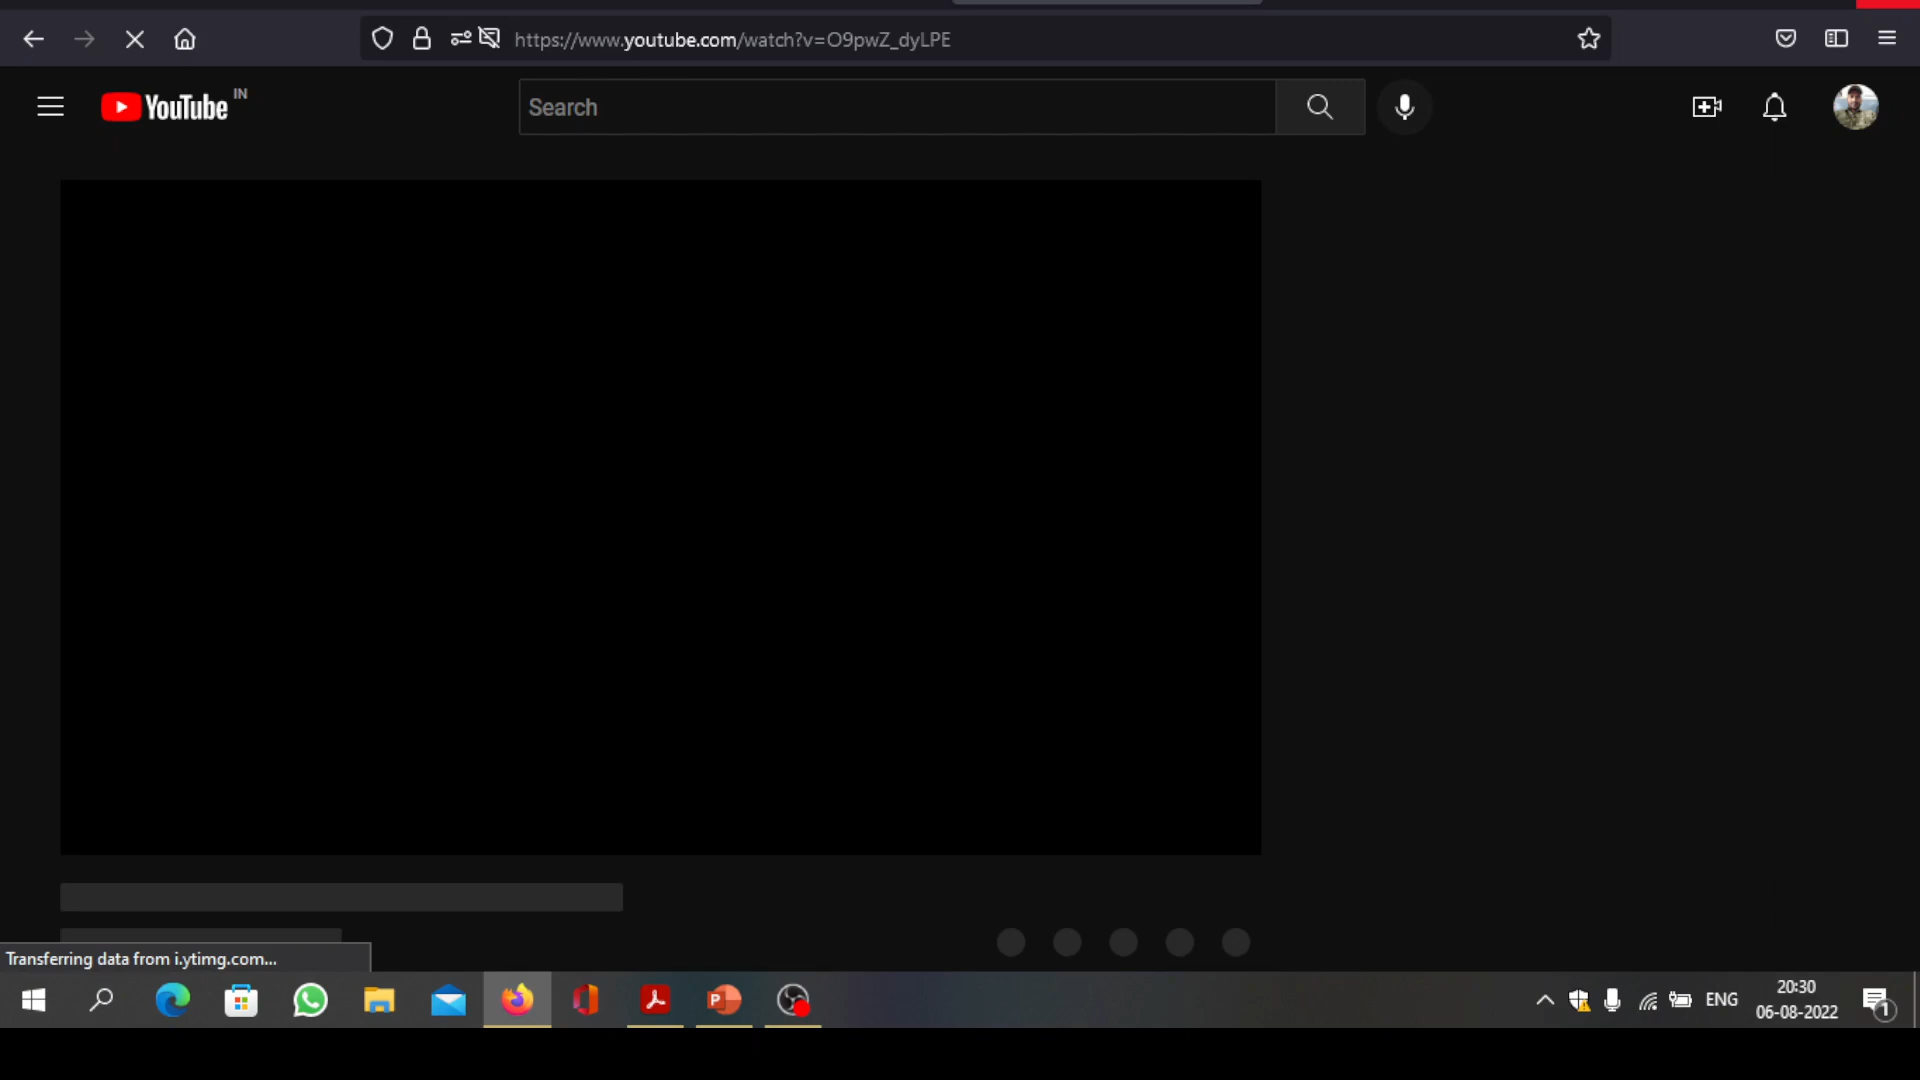 https://www.youtube.com/watch?v=O9pwZ_dyLPE
YouTube IN
Search
Transferring data from i.ytimg.com...
ENG
20:30
06-08-2022
1